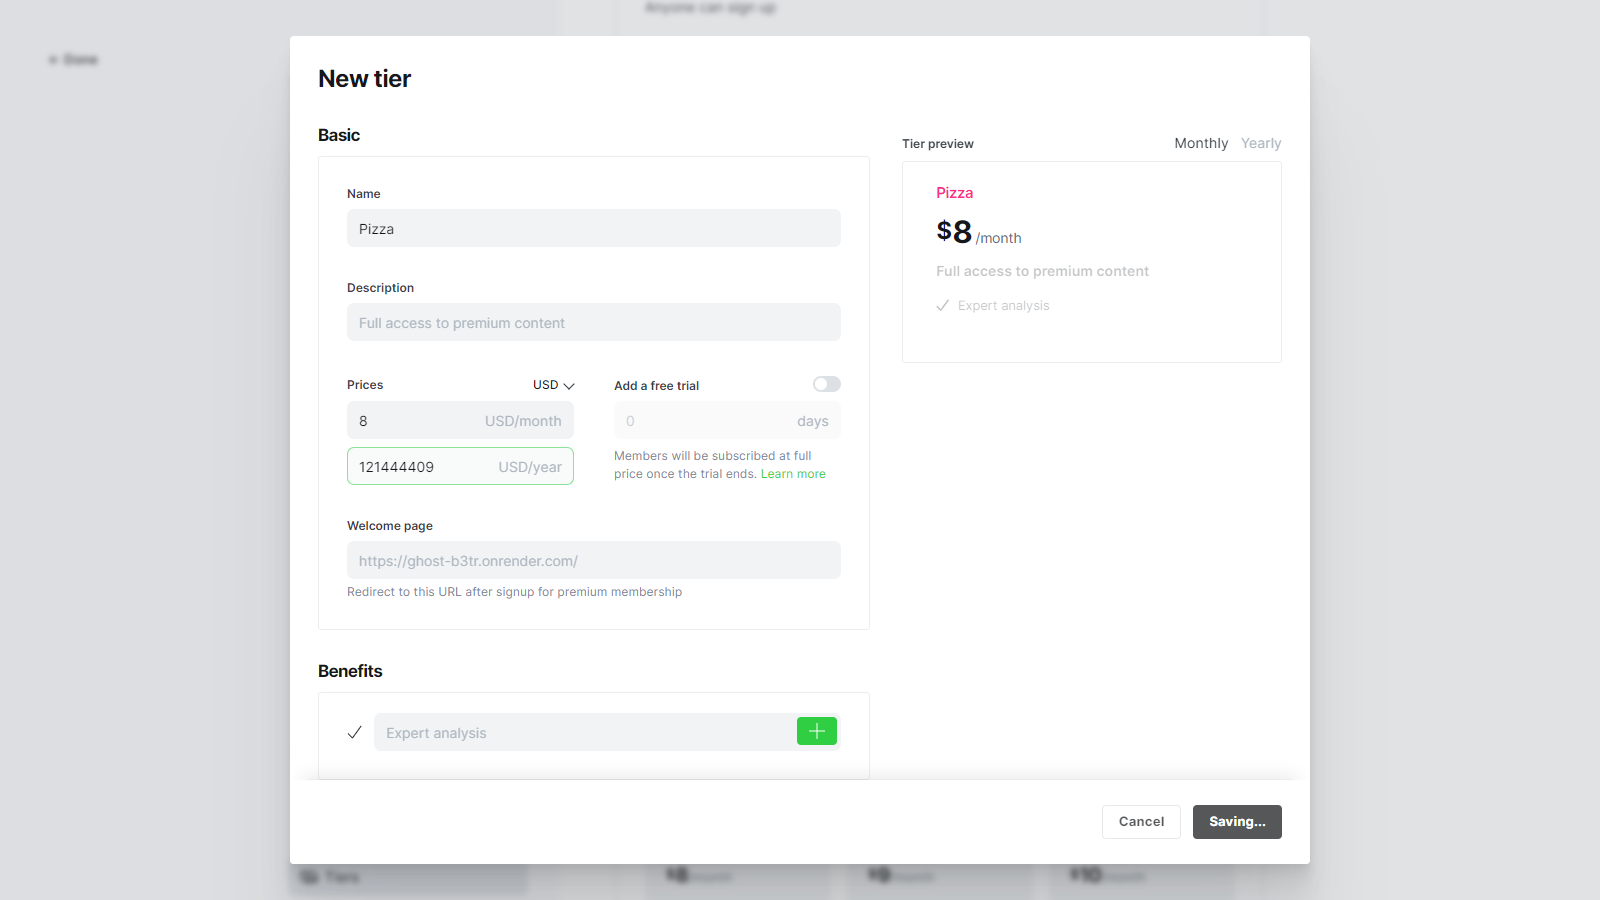 Anyone can sign up
← Done
New tier
Basic
Name
Pizza
Description
Full access to premium content
Prices
USD
8
USD/month
121444409
USD/year
Add a free trial
0
days
Members will be subscribed at full
price once the trial ends. Learn more
Welcome page
https://ghost-b3tr.onrender.com/
Redirect to this URL after signup for premium membership
Benefits
Expert analysis
Tier preview
Monthly
Yearly
Pizza
$8/month
Full access to premium content
Expert analysis
Cancel
Saving...
Tiers
$8/month
$9/month
$10/month